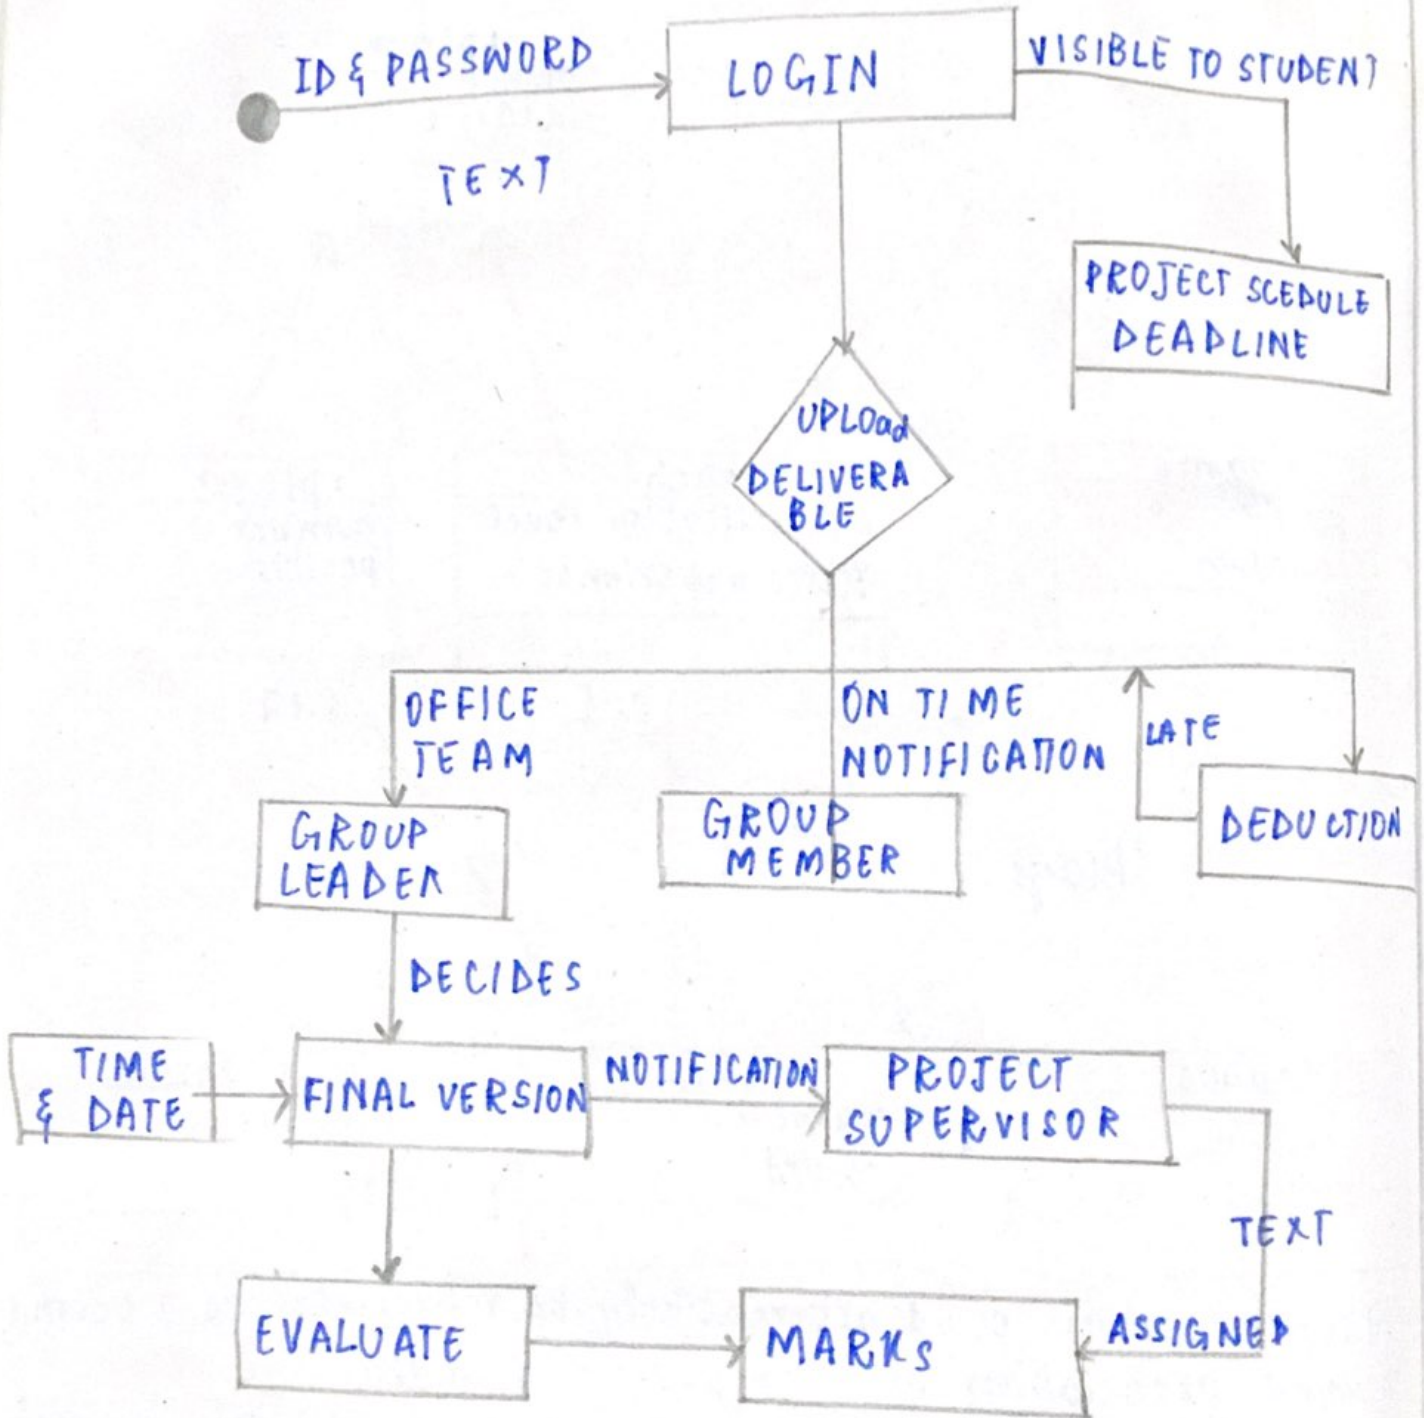 ID & PASSWORD
LOGIN
VISIBLE TO STUDENT
TEXT
PROJECT SCEDULE
DEADLINE
UPLOad
DELIVERA
BLE
OFFICE
TEAM
ON TIME
NOTIFICATION
LATE
GROUP
LEADER
GROUP
MEMBER
DEDUCTION
DECIDES
TIME
& DATE
FINAL VERSION
NOTIFICATION
PROJECT
SUPERVISOR
TEXT
EVALUATE
MARKS
ASSIGNED